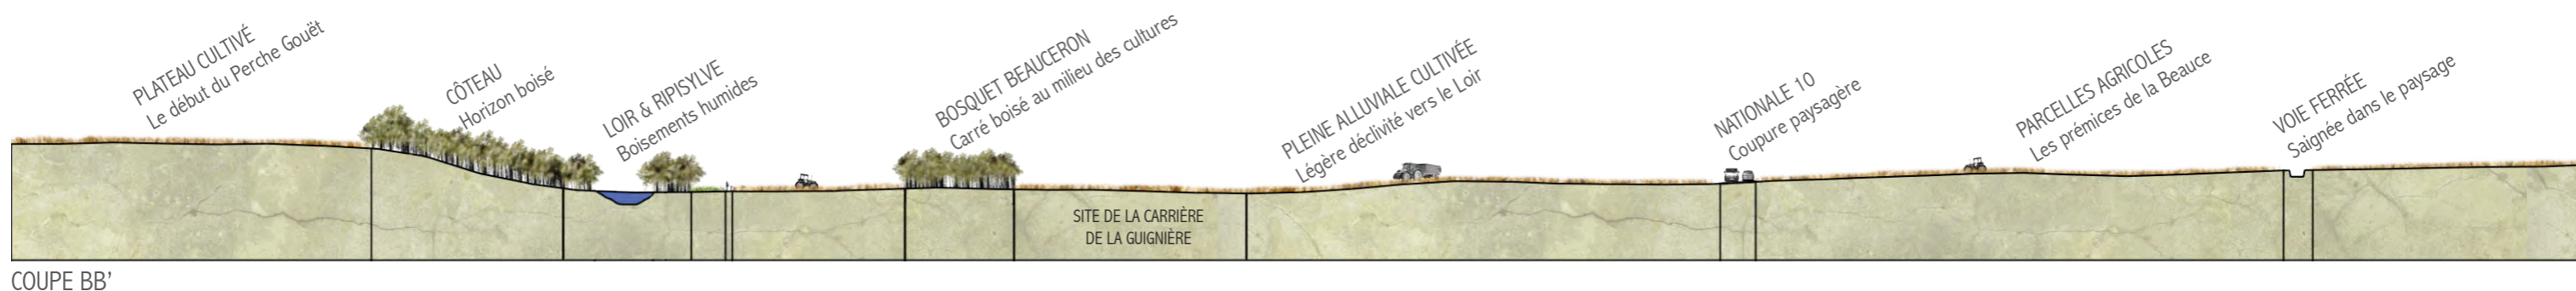 PLATEAU CULTIVÉ
Le début du Perche Gouët
CÔTEAU
Horizon boisé
LOIR & RIPISYLVE
Boisements humides
BOSQUET BEAUCERON
Carré boisé au milieu des cultures
PLEINE ALLUVIALE CULTIVÉE
Légère déclivité vers le Loir
NATIONALE 10
Coupure paysagère
PARCELLES AGRICOLES
Les prémices de la Beauce
VOIE FERRÉE
Saignée dans le paysage
SITE DE LA CARRIÈRE
DE LA GUIGNIÈRE
COUPE BB'